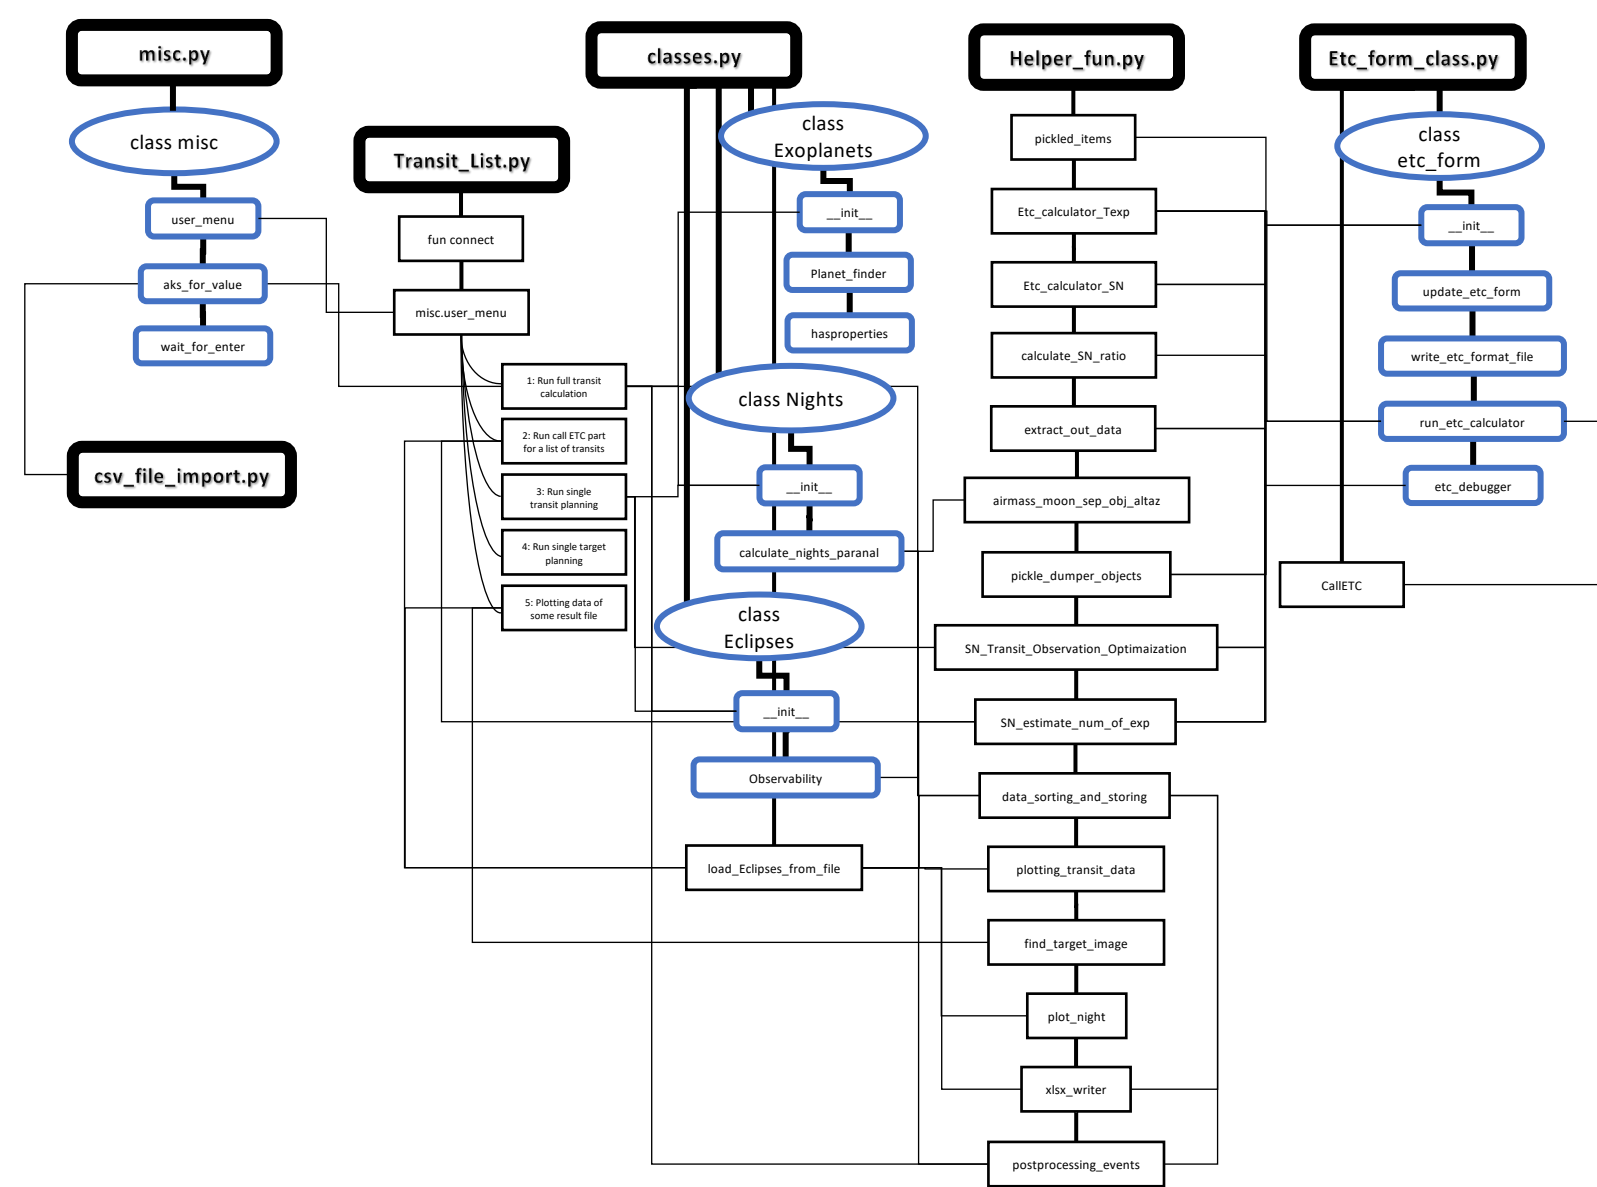 misc.py
class misc
user_menu
aks_for_value
wait_for_enter
csv_file_import.py
Transit_List.py
fun connect
misc.user_menu
1: Run full transit
calculation
2: Run call ETC part
for a list of transits
3: Run single
transit planning
4: Run single target
planning
5: Plotting data of
some result file
classes.py
class
Exoplanets
__init__
Planet_finder
hasproperties
class Nights
__init__
calculate_nights_paranal
class
Eclipses
__init__
Observability
load_Eclipses_from_file
Helper_fun.py
pickled_items
Etc_calculator_Texp
Etc_calculator_SN
calculate_SN_ratio
extract_out_data
airmass_moon_sep_obj_altaz
pickle_dumper_objects
SN_Transit_Observation_Optimaization
SN_estimate_num_of_exp
data_sorting_and_storing
plotting_transit_data
find_target_image
plot_night
xlsx_writer
postprocessing_events
Etc_form_class.py
class
etc_form
__init__
update_etc_form
write_etc_format_file
run_etc_calculator
etc_debugger
CallETC